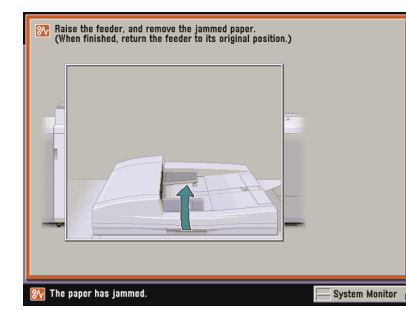 Raise the feeder, and remove the jammed paper.
(When finished, return the feeder to its original position.)
The paper has jammed.
System Monitor